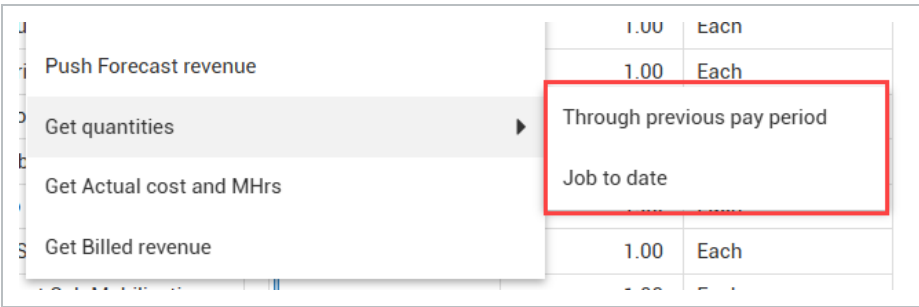 1.00 Each
Push Forecast revenue
1.00 Each
Get quantities
Through previous pay period
Job to date
Get Actual cost and MHrs
Get Billed revenue
1.00 Each